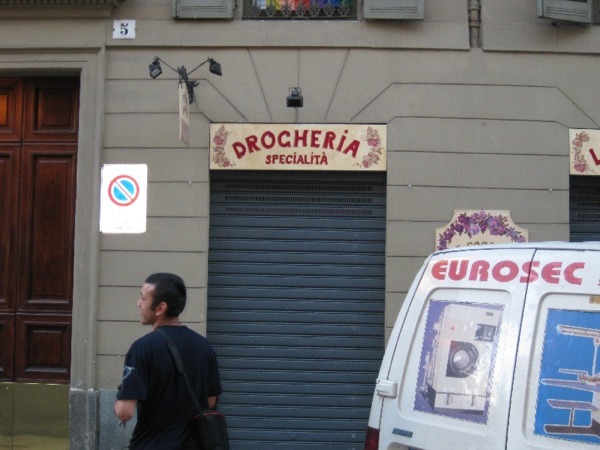 5
DROGHERIA
SPECIALITÀ
EUROSEC